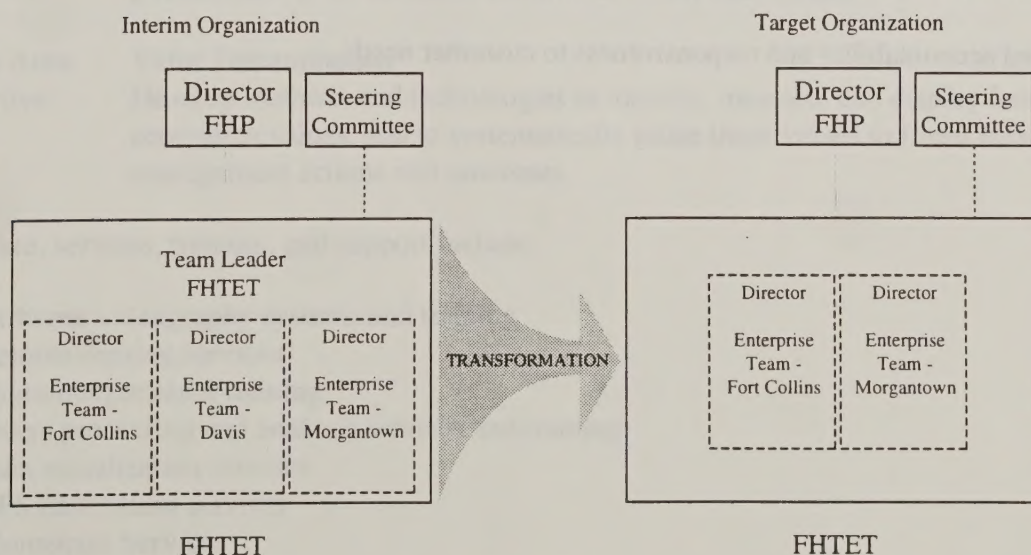 Interim Organization
Director
FHP
Steering
Committee
Team Leader
FHTET
Director
Enterprise
Team -
Fort Collins
Director
Enterprise
Team -
Davis
Director
Enterprise
Team -
Morgantown
FHTET
TRANSFORMATION
Target Organization
Director
FHP
Steering
Committee
Director
Enterprise
Team -
Fort Collins
Director
Enterprise
Team -
Morgantown
FHTET